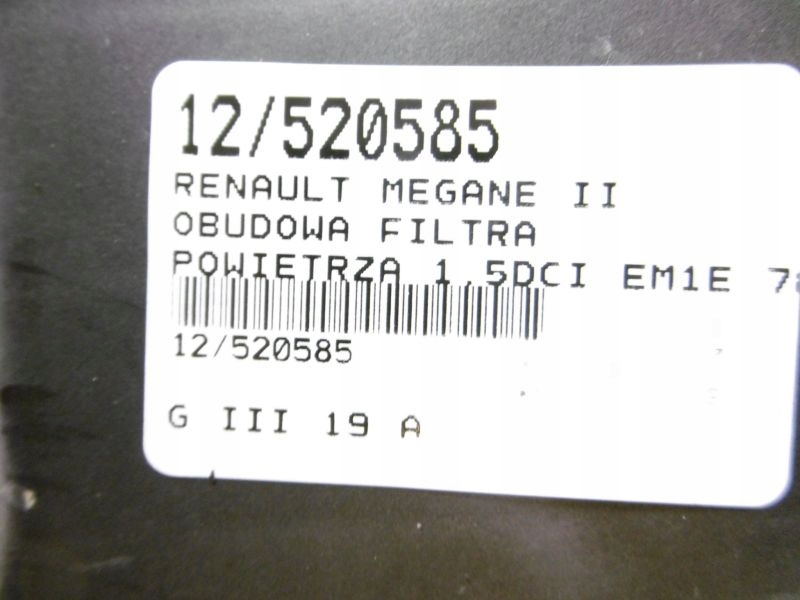 12/520585
RENAULT MEGANE II
OBUDOWA FILTRA
POWIETRZA 1.5DCI EM1E
12/520585
G III 19 A